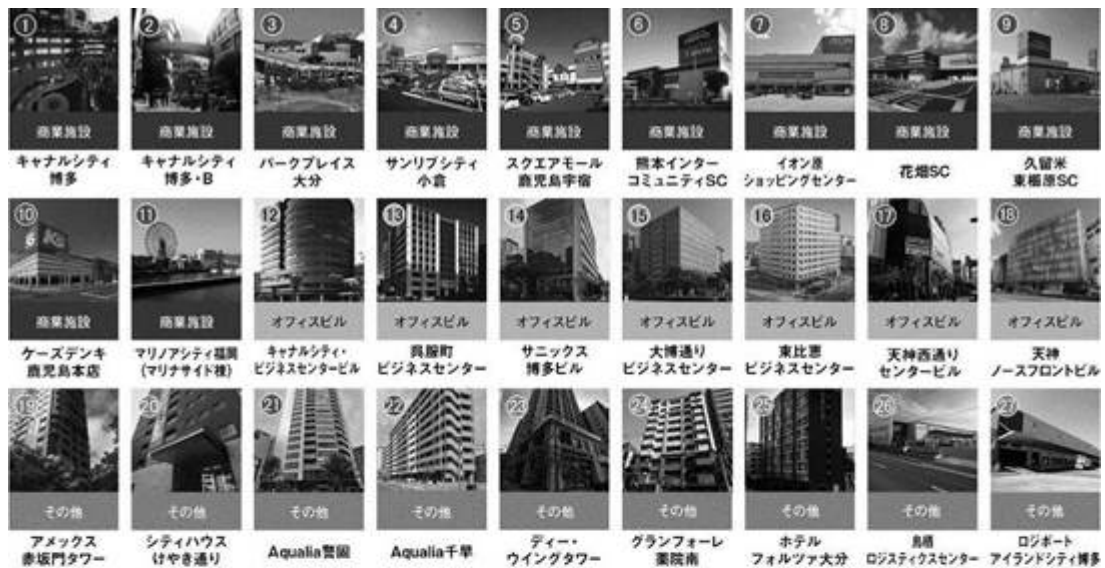 ① ② ③ ④ ⑤ ⑥ ⑦ ⑧ ⑨
商業施設 商業施設 商業施設 商業施設 商業施設 商業施設 商業施設 商業施設 商業施設
キャナルシティ
博多
キャナルシティ
博多・B
パークプレイス
大分
サンリブシティ
小倉
スクエアモール
鹿児島宇宿
熊本インター
コミュニティSC
イオン原
ショッピングセンター
花畑SC
久留米
東櫛原SC
⑩ ⑪ ⑫ ⑬ ⑭ ⑮ ⑯ ⑰ ⑱
商業施設 商業施設 オフィスビル オフィスビル オフィスビル オフィスビル オフィスビル オフィスビル オフィスビル
ケーズデンキ
鹿児島本店
マリノアシティ福岡
(マリナサイド棟)
キャナルシティ・
ビジネスセンタービル
呉服町
ビジネスセンター
サニックス
博多ビル
大博通り
ビジネスセンター
東比恵
ビジネスセンター
天神西通り
センタービル
天神
ノースフロントビル
⑲ ⑳ ㉑ ㉒ ㉓ ㉔ ㉕ ㉖ ㉗
その他 その他 その他 その他 その他 その他 その他 その他 その他
アメックス
赤坂門タワー
シティハウス
けやき通り
Aqualia警固
Aqualia千早
ディー・
ウイングタワー
グランフォーレ
薬院南
ホテル
フォルツァ大分
鳥栖
ロジスティクスセンター
ロジポート
アイランドシティ博多